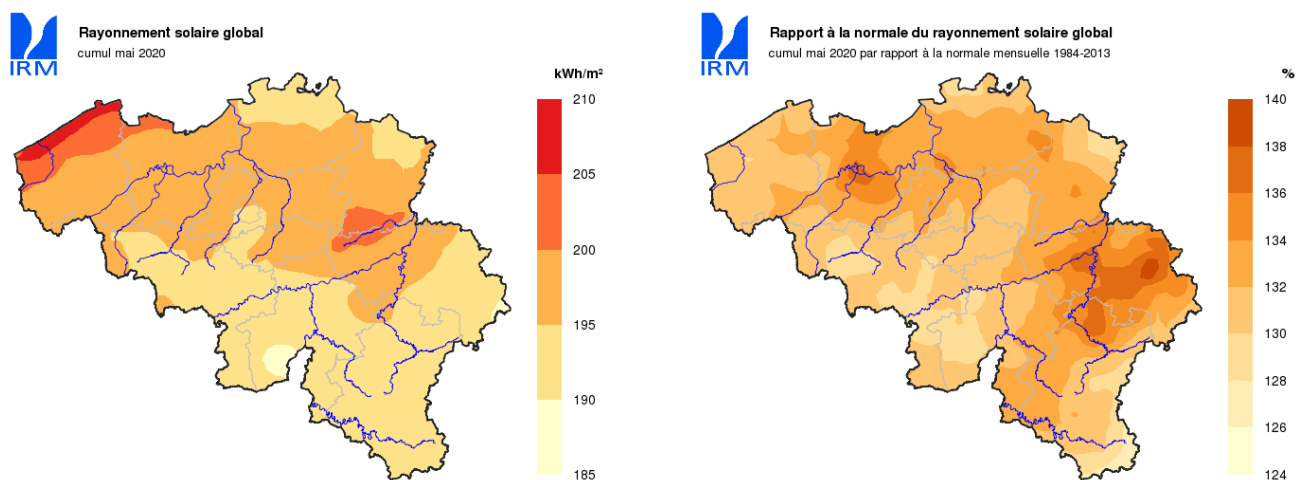 IRM
Rayonnement solaire global
cumul mai 2020
kWh/m²
210
205
200
195
190
185
IRM
Rapport à la normale du rayonnement solaire global
cumul mai 2020 par rapport à la normale mensuelle 1984-2013
%
140
138
136
134
132
130
128
126
124